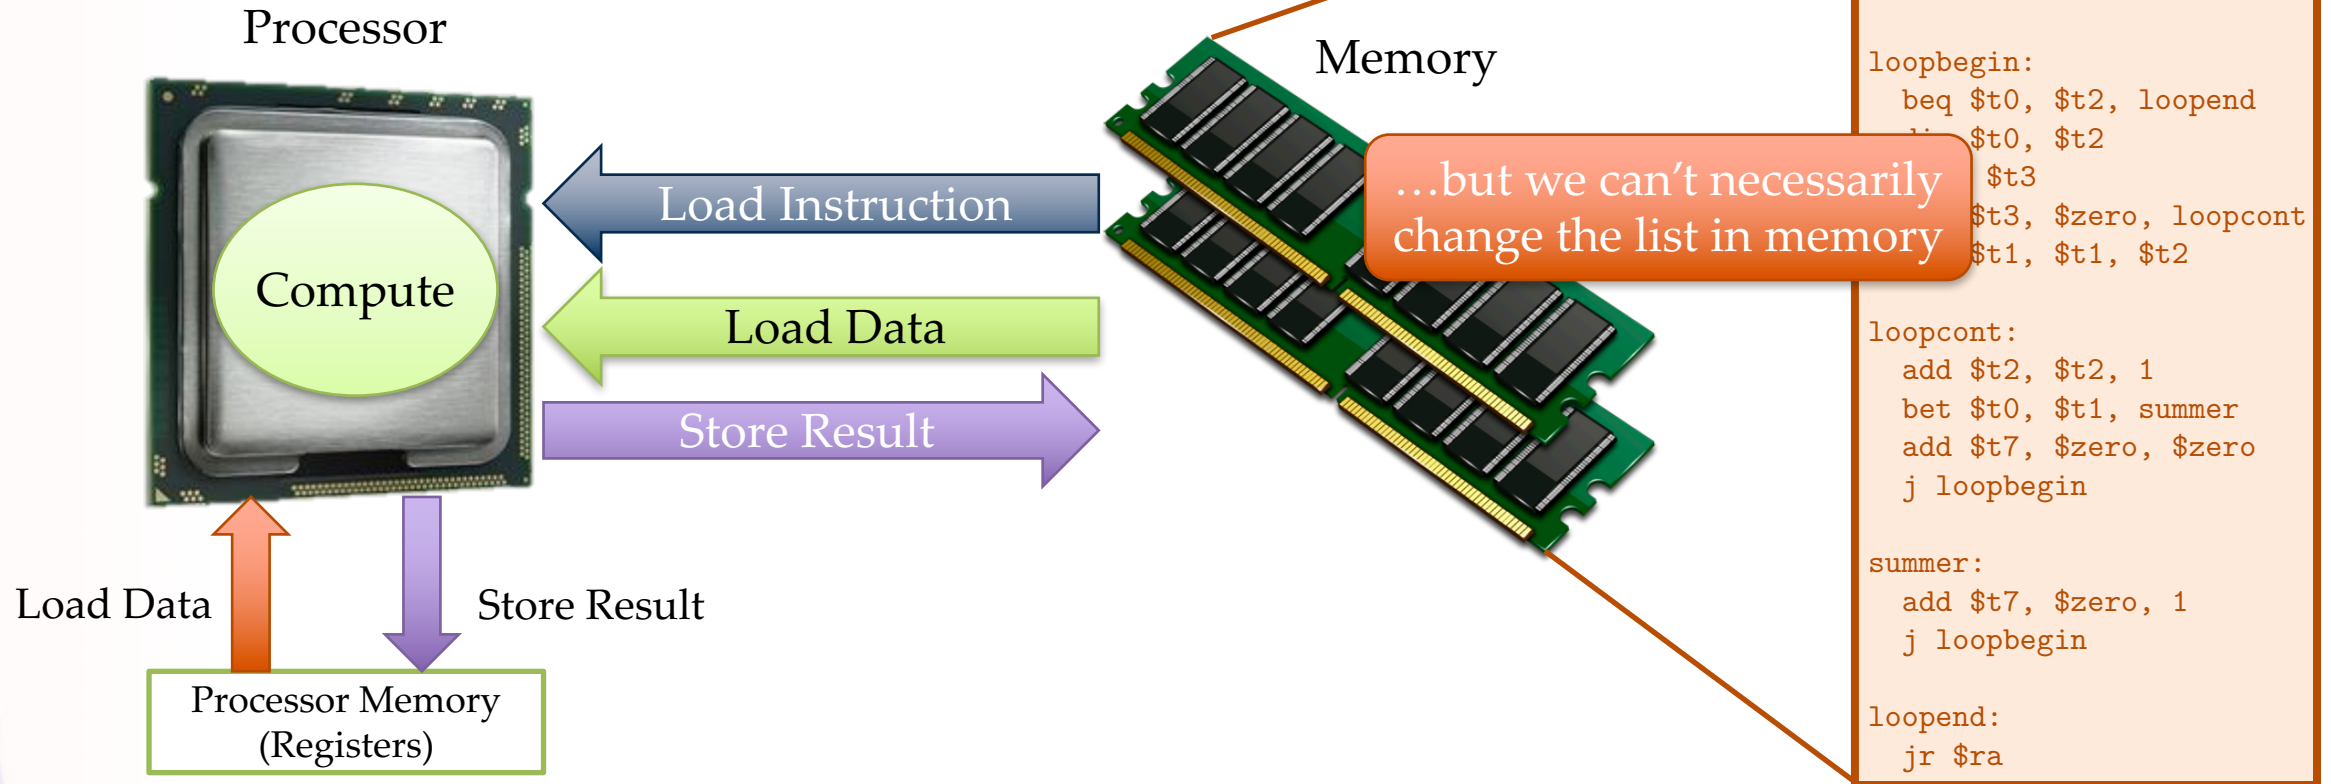 Processor
Memory
Load Instruction
Compute
Load Data
Store Result
Load Data
Store Result
Processor Memory
(Registers)
…but we can't necessarily
change the list in memory
loopbegin:
beq $t0, $t2, loopend
$t0, $t2
$t3
$t3, $zero, loopcont
$t1, $t1, $t2
loopcont:
add $t2, $t2, 1
bet $t0, $t1, summer
add $t7, $zero, $zero
j loopbegin
summer:
add $t7, $zero, 1
j loopbegin
loopend:
jr $ra